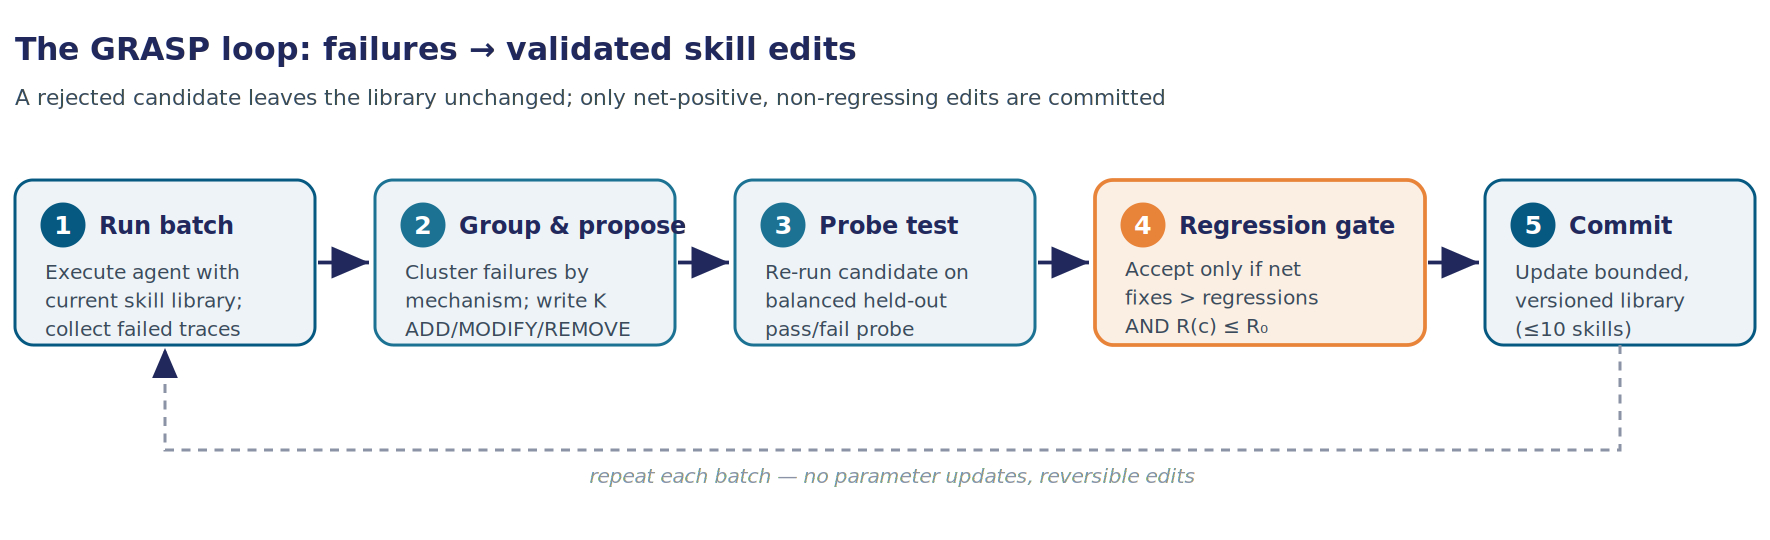 The GRASP loop: failures → validated skill edits
A rejected candidate leaves the library unchanged; only net-positive, non-regressing edits are committed
1 Run batch
Execute agent with
current skill library;
collect failed traces
2 Group & propose
Cluster failures by
mechanism; write K
ADD/MODIFY/REMOVE
3 Probe test
Re-run candidate on
balanced held-out
pass/fail probe
4 Regression gate
Accept only if net
fixes > regressions
AND R(c) ≤ R₀
5 Commit
Update bounded,
versioned library
(≤10 skills)
repeat each batch — no parameter updates, reversible edits